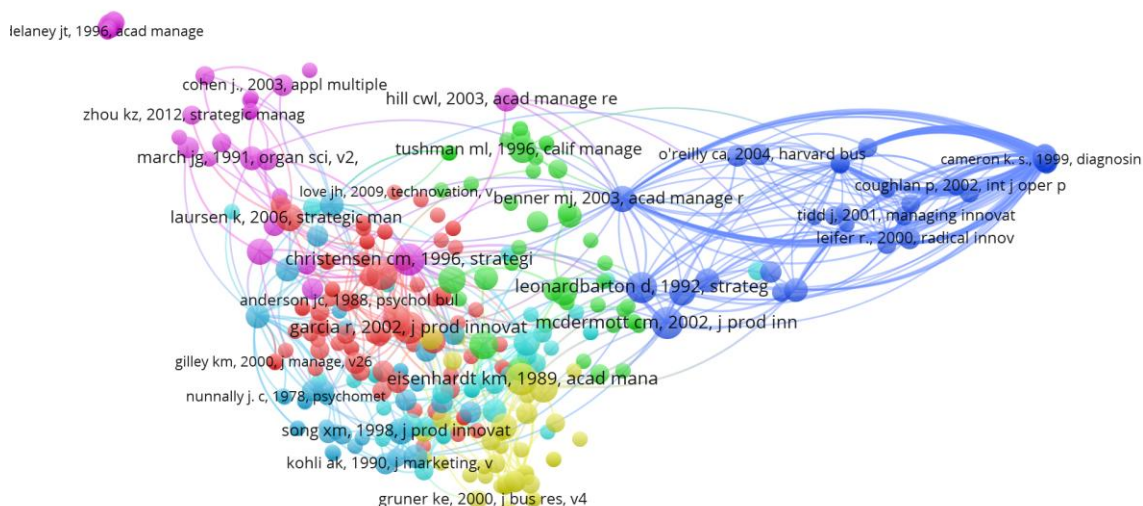 delaney jt, 1996, acad manage
cohen j., 2003, appl multiple
hill cwl, 2003, acad manage re
zhou kz, 2012, strategic manag
tushman ml, 1996, calif manage
march jg, 1991, organ sci, v2,
o'reilly ca, 2004, harvard bus
cameron k. s., 1999, diagnosin
coughlan p, 2002, int j oper p
love jh, 2009, technovation, v
benner mj, 2003, acad manage r
laursen k, 2006, strategic man
tidd j, 2001, managing innovat
leifer r., 2000, radical innov
christensen cm, 1996, strategi
leonardbarton d, 1992, strateg
anderson jc, 1988, psychol bul
mcdermott cm, 2002, j prod inn
garcia r, 2002, j prod innovat
gilley km, 2000, j manage, v26
eisenhardt km, 1989, acad mana
nunnally j. c, 1978, psychomet
song xm, 1998, j prod innovat
kohli ak, 1990, j marketing, v
gruner ke, 2000, j bus res, v4